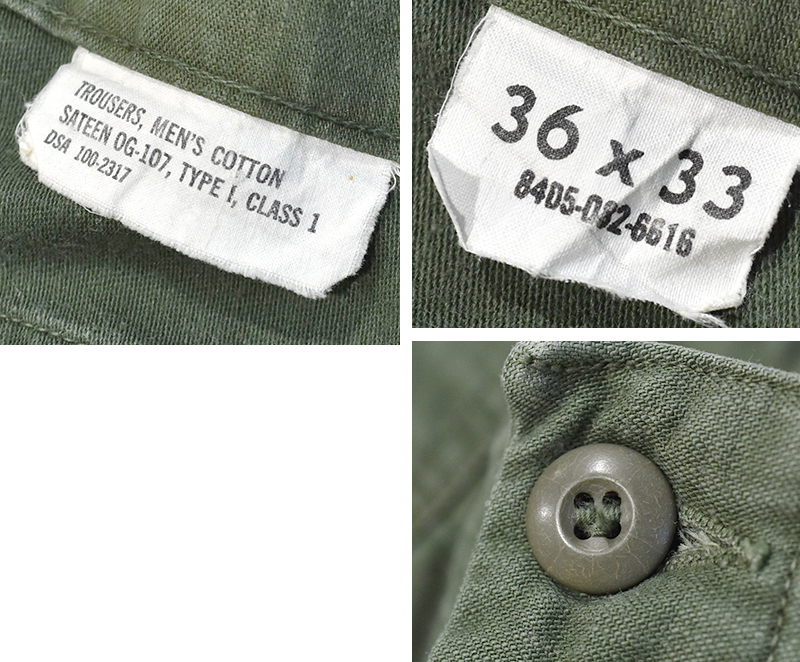 TROUSERS, MEN'S COTTON
SATEEN OG-107, TYPE I, CLASS 1
DSA 100-2317
36 x 33
8405-082-6616